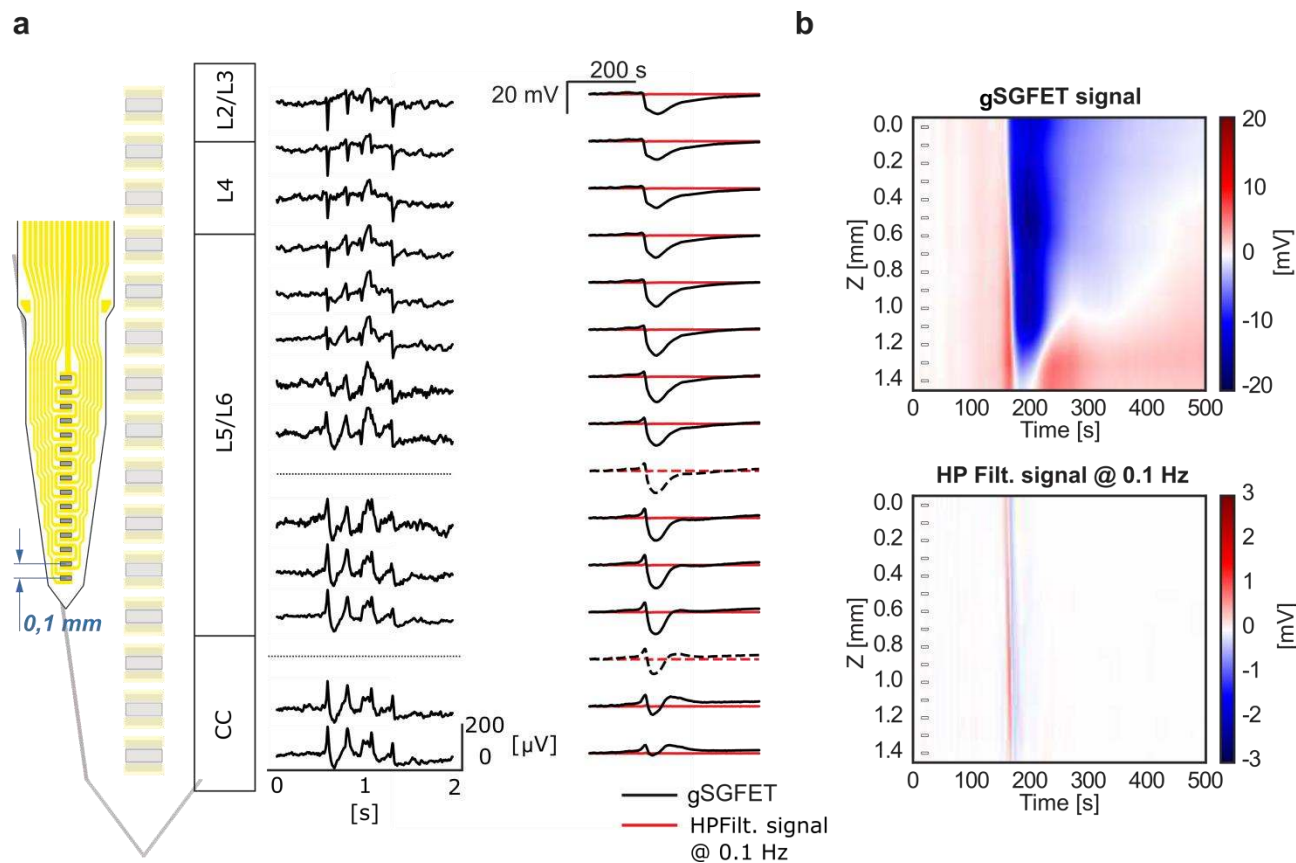 a
L2/L3
L4
L5/L6
CC
0,1 mm
200 s
20 mV
200
0
[µV]
0
1
2
[s]
gSGFET
HPFilt. signal
@ 0.1 Hz
b
gSGFET signal
0.0
0.2
0.4
0.6
0.8
1.0
1.2
1.4
Z [mm]
0
100
200
300
400
500
Time [s]
20
10
0
-10
-20
[mV]
HP Filt. signal @ 0.1 Hz
0.0
0.2
0.4
0.6
0.8
1.0
1.2
1.4
Z [mm]
0
100
200
300
400
500
Time [s]
3
2
1
0
-1
-2
-3
[mV]